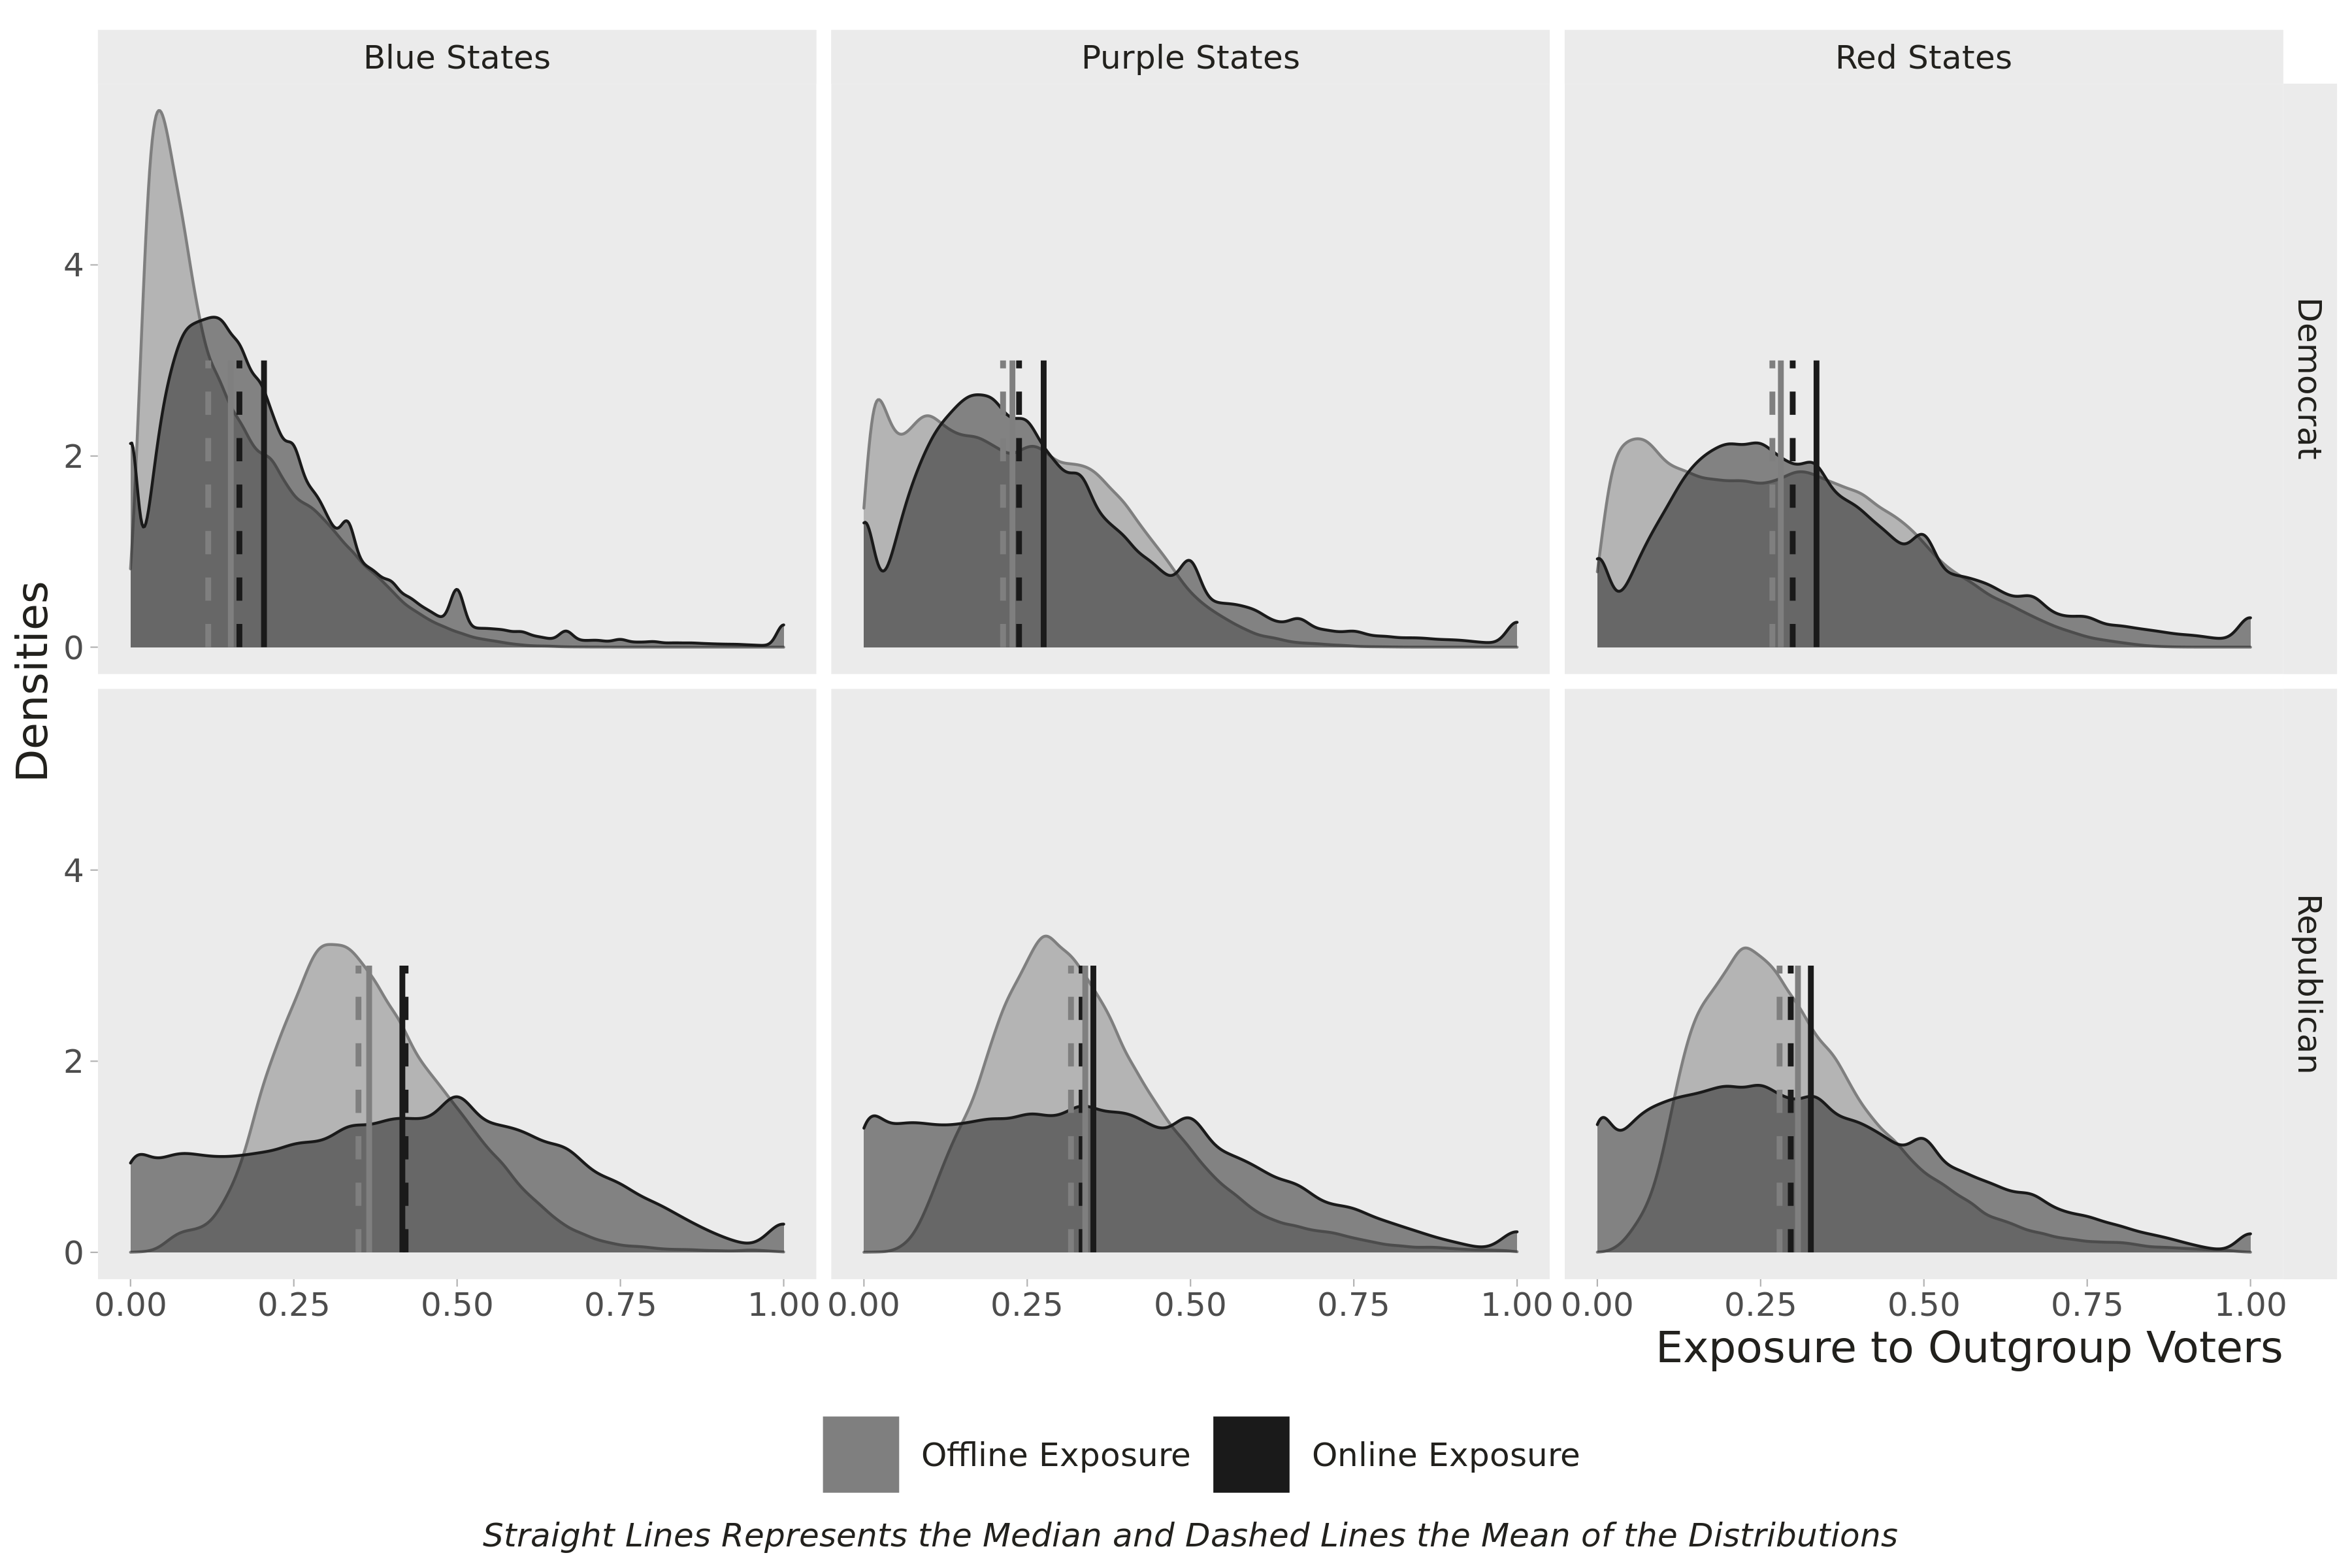 Blue States
Purple States
Red States
Densities
4
2
0
Democrat
4
2
0
Republican
0.00 0.25 0.50 0.75 1.00
0.00 0.25 0.50 0.75 1.00
0.00 0.25 0.50 0.75 1.00
Exposure to Outgroup Voters
Offline Exposure
Online Exposure
Straight Lines Represents the Median and Dashed Lines the Mean of the Distributions